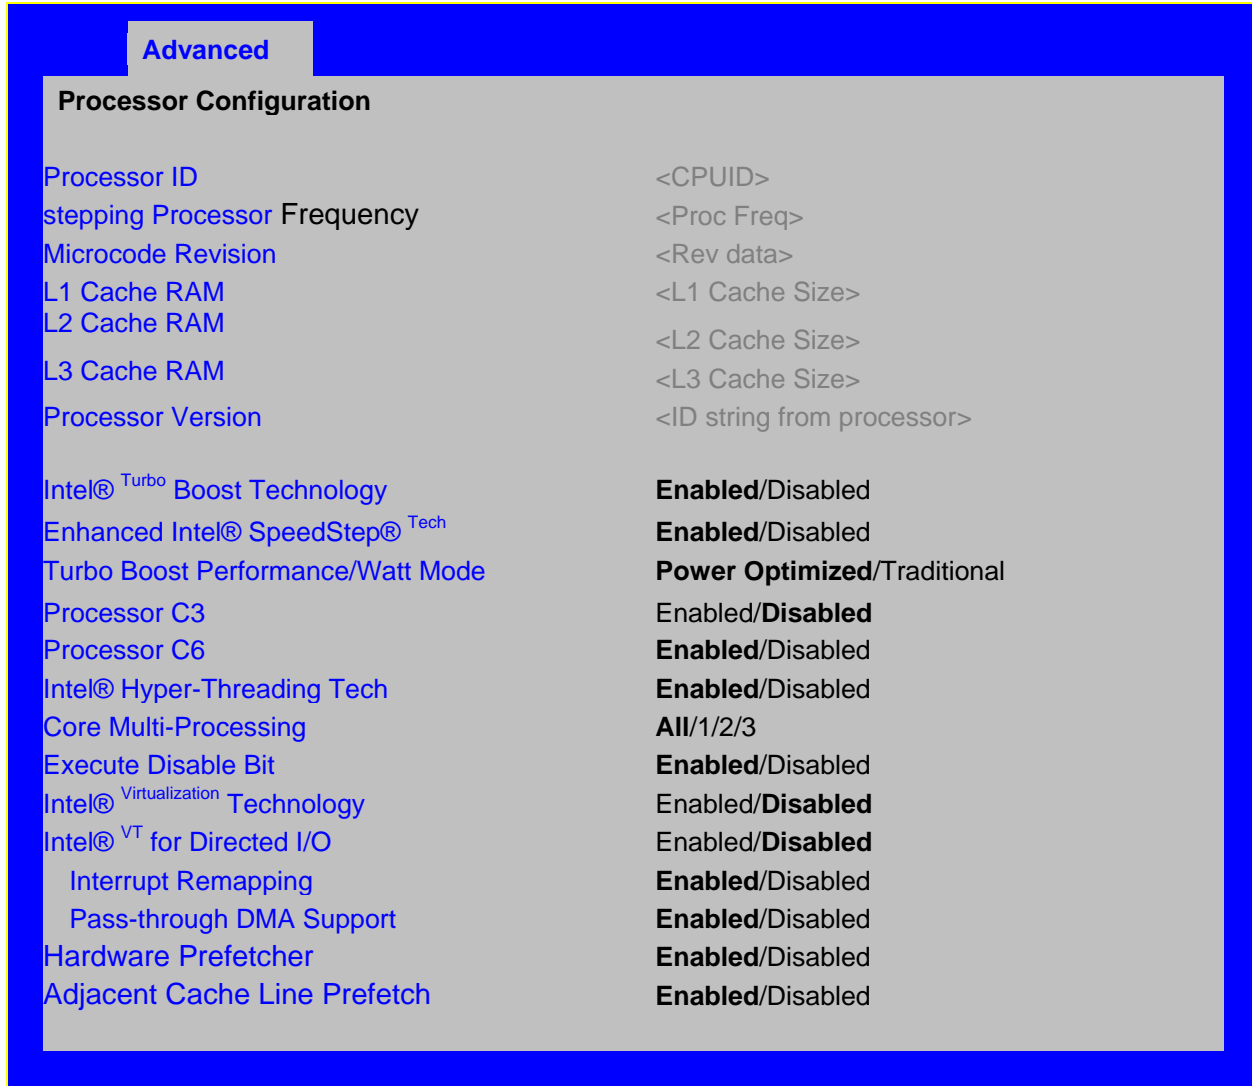 Advanced
Processor Configuration
Processor ID <CPUID>
stepping Processor Frequency <Proc Freq>
Microcode Revision <Rev data>
L1 Cache RAM <L1 Cache Size>
L2 Cache RAM <L2 Cache Size>
L3 Cache RAM <L3 Cache Size>
Processor Version <ID string from processor>
Intel® Turbo Boost Technology Enabled/Disabled
Enhanced Intel® SpeedStep® Tech Enabled/Disabled
Turbo Boost Performance/Watt Mode Power Optimized/Traditional
Processor C3 Enabled/Disabled
Processor C6 Enabled/Disabled
Intel® Hyper-Threading Tech Enabled/Disabled
Core Multi-Processing All/1/2/3
Execute Disable Bit Enabled/Disabled
Intel® Virtualization Technology Enabled/Disabled
Intel® VT for Directed I/O Enabled/Disabled
Interrupt Remapping Enabled/Disabled
Pass-through DMA Support Enabled/Disabled
Hardware Prefetcher Enabled/Disabled
Adjacent Cache Line Prefetch Enabled/Disabled